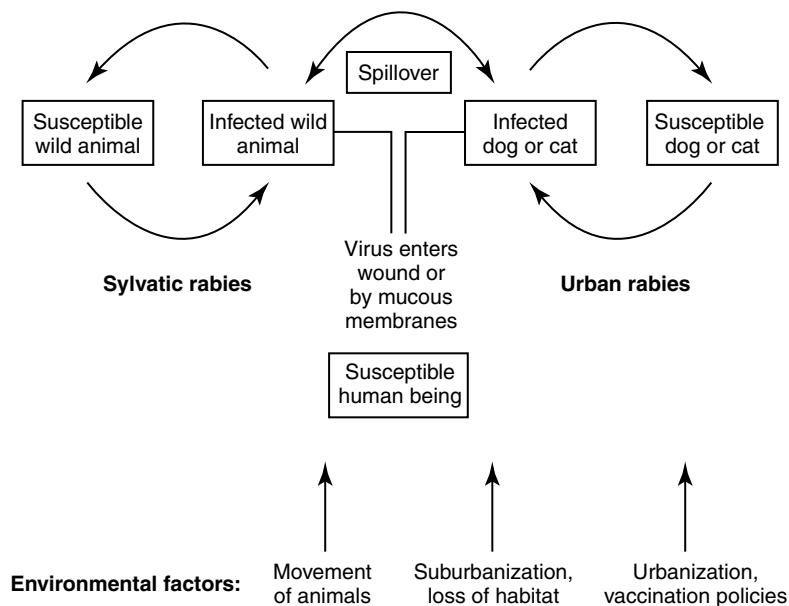 Spillover
Susceptible
wild animal
Infected wild
animal
Infected
dog or cat
Susceptible
dog or cat
Virus enters
wound or
by mucous
membranes
Sylvatic rabies
Urban rabies
Susceptible
human being
Environmental factors:
Movement
of animals
Suburbanization,
loss of habitat
Urbanization,
vaccination policies